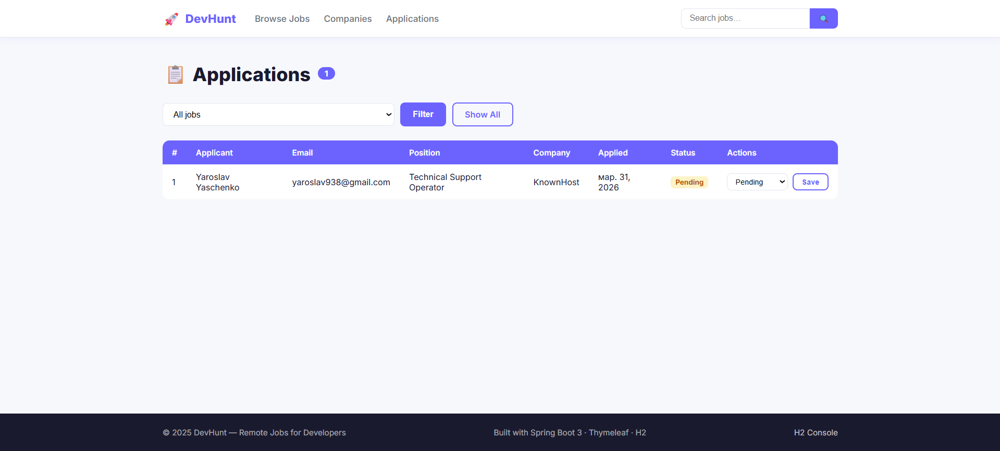 DevHunt
Browse Jobs
Companies
Applications
Search jobs...
Applications
1
All jobs
Filter
Show All
# Applicant Email Position Company Applied Status Actions
1
Yaroslav
Yaschenko
yaroslav938@gmail.com
Technical Support
Operator
KnownHost
мар. 31,
2026
Pending
Pending
Save
© 2025 DevHunt — Remote Jobs for Developers
Built with Spring Boot 3 · Thymeleaf · H2
H2 Console